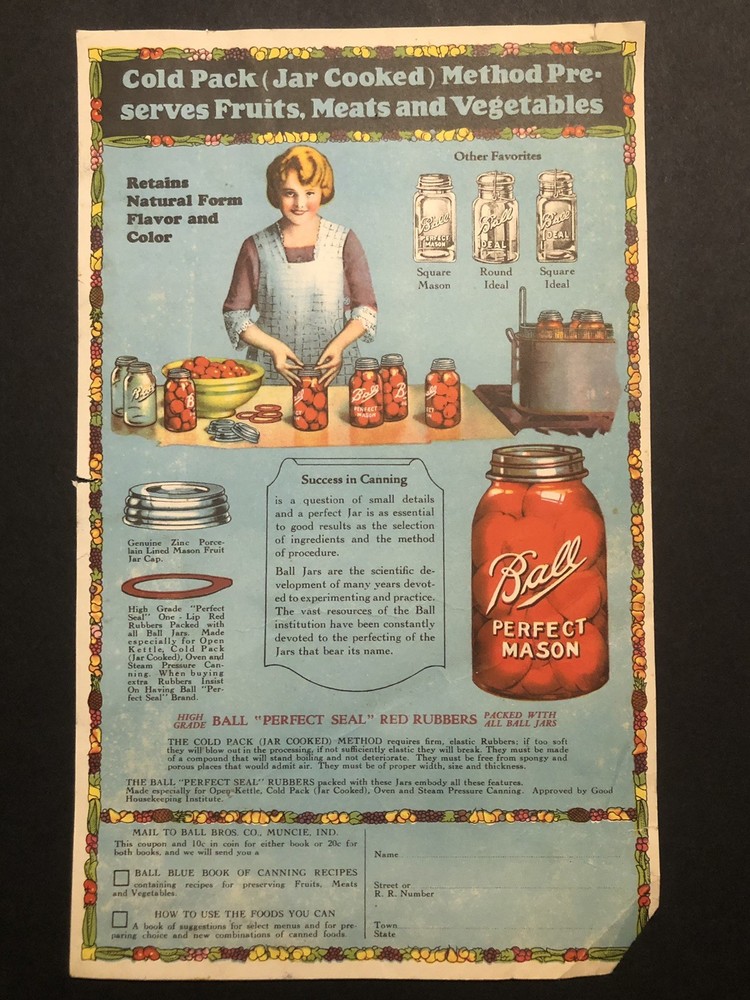 Cold Pack (Jar Cooked) Method Pre-
serves Fruits, Meats and Vegetables
Retains
Natural Form
Flavor and
Color
Other Favorites
Ball
PERFECT
MASON
Ball
IDEAL
Ball
IDEAL
Square
Mason
Round
Ideal
Square
Ideal
Ball
B
Ball
PERFECT
MASON
B
Genuine Zinc Porce-
lain Lined Mason Fruit
Jar Cap.
High Grade "Perfect
Seal" One - Lip Red
Rubbers Packed with
all Ball Jars. Made
especially for Open
Kettle, Cold Pack
(Jar Cooked), Oven and
Steam Pressure Can-
ning. When buying
extra Rubbers Insist
On Having Ball "Per-
fect Seal" Brand.
Success in Canning
is a question of small details
and a perfect Jar is as essential
to good results as the selection
of ingredients and the method
of procedure.
Ball Jars are the scientific de-
velopment of many years devot-
ed to experimenting and practice.
The vast resources of the Ball
institution have been constantly
devoted to the perfecting of the
Jars that bear its name.
Ball
PERFECT
MASON
HIGH GRADE BALL "PERFECT SEAL" RED RUBBERS PACKED WITH ALL BALL JARS
THE COLD PACK (JAR COOKED) METHOD requires firm, elastic Rubbers; if too soft
they will blow out in the processing, if not sufficiently elastic they will break. They must be made
of a compound that will stand boiling and not deteriorate. They must be free from spongy and
porous places that would admit air. They must be of proper width, size and thickness.
THE BALL "PERFECT SEAL" RUBBERS packed with these Jars embody all these features.
Made especially for Open Kettle, Cold Pack (Jar Cooked), Oven and Steam Pressure Canning. Approved by Good
Housekeeping Institute.
MAIL TO BALL BROS. CO., MUNCIE, IND.
This coupon and 10c in coin for either book or 20c for
both books, and we will send you a
BALL BLUE BOOK OF CANNING RECIPES
containing recipes for preserving Fruits, Meats
and Vegetables.
HOW TO USE THE FOODS YOU CAN
A book of suggestions for select menus and for pre-
paring choice and new combinations of canned foods.
Name
Street or
R. R. Number
Town
State